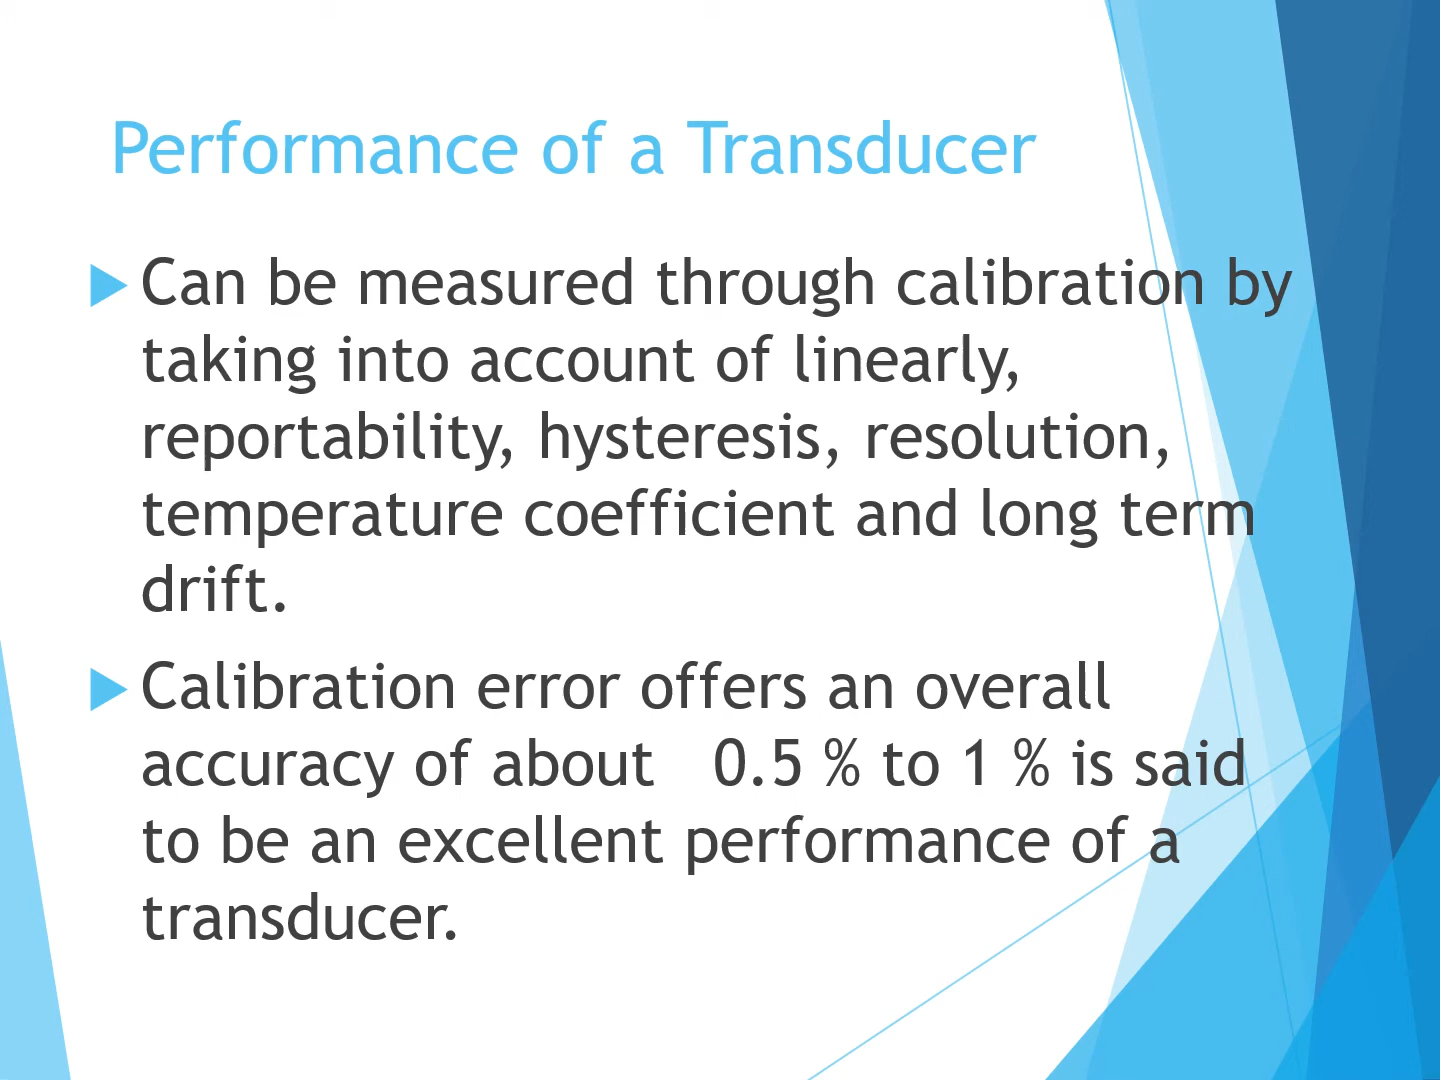 Performance of a Transducer
Can be measured through calibration by
taking into account of linearly,
reportability, hysteresis, resolution,
temperature coefficient and long term
drift.
Calibration error offers an overall
accuracy of about 0.5 % to 1 % is said
to be an excellent performance of a
transducer.